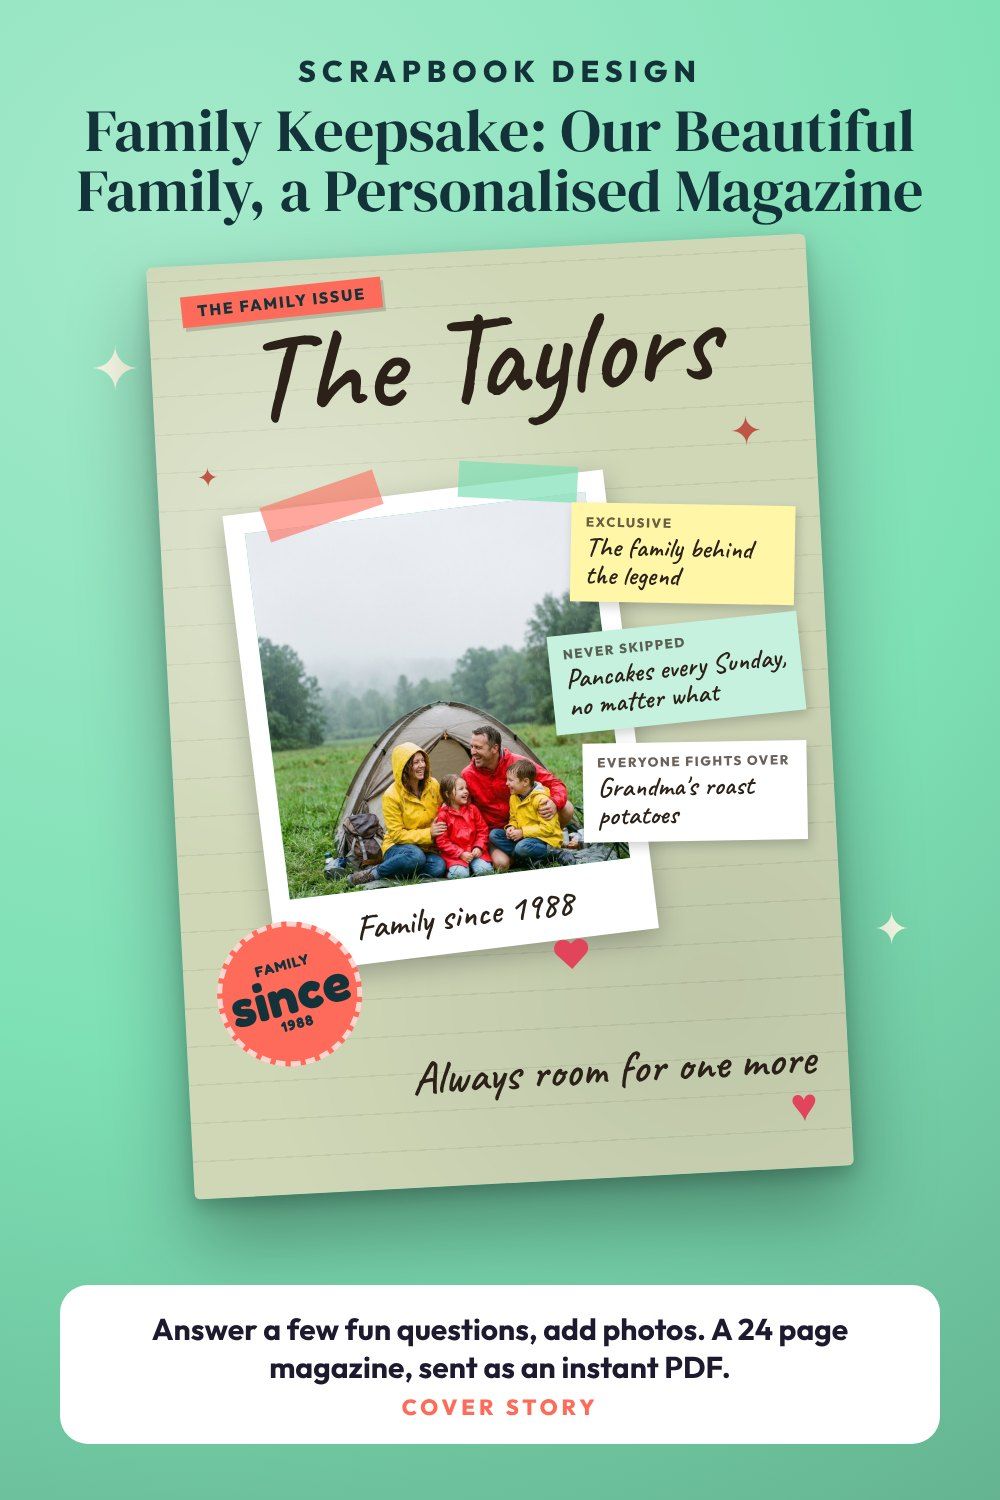 SCRAPBOOK DESIGN
Family Keepsake: Our Beautiful
Family, a Personalised Magazine
THE FAMILY ISSUE
The Taylors
EXCLUSIVE
The family behind
the legend
NEVER SKIPPED
Pancakes every Sunday,
no matter what
EVERYONE FIGHTS OVER
Grandma's roast
potatoes
Family since 1988
FAMILY
since
1988
Always room for one more
Answer a few fun questions, add photos. A 24 page
magazine, sent as an instant PDF.
COVER STORY